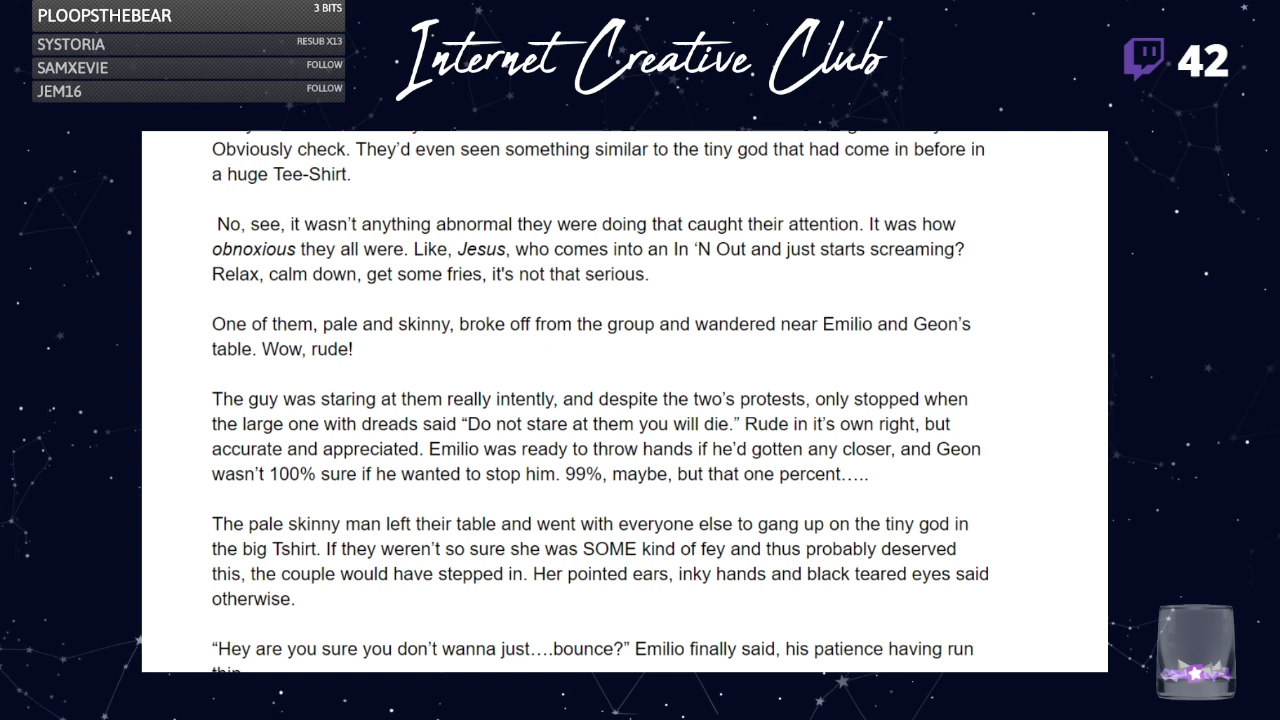 PLOOPSTHEBEAR 3 BITS
SYSTORIA RESUB X13
SAMXEVIE FOLLOW
JEM16 FOLLOW
Internet Creative Club
42
Obviously check. They’d even seen something similar to the tiny god that had come in before in
a huge Tee-Shirt.
No, see, it wasn’t anything abnormal they were doing that caught their attention. It was how
obnoxious they all were. Like, Jesus, who comes into an In ‘N Out and just starts screaming?
Relax, calm down, get some fries, it's not that serious.
One of them, pale and skinny, broke off from the group and wandered near Emilio and Geon’s
table. Wow, rude!
The guy was staring at them really intently, and despite the two’s protests, only stopped when
the large one with dreads said “Do not stare at them you will die.” Rude in it’s own right, but
accurate and appreciated. Emilio was ready to throw hands if he’d gotten any closer, and Geon
wasn’t 100% sure if he wanted to stop him. 99%, maybe, but that one percent…..
The pale skinny man left their table and went with everyone else to gang up on the tiny god in
the big Tshirt. If they weren’t so sure she was SOME kind of fey and thus probably deserved
this, the couple would have stepped in. Her pointed ears, inky hands and black teared eyes said
otherwise.
“Hey are you sure you don’t wanna just….bounce?” Emilio finally said, his patience having run